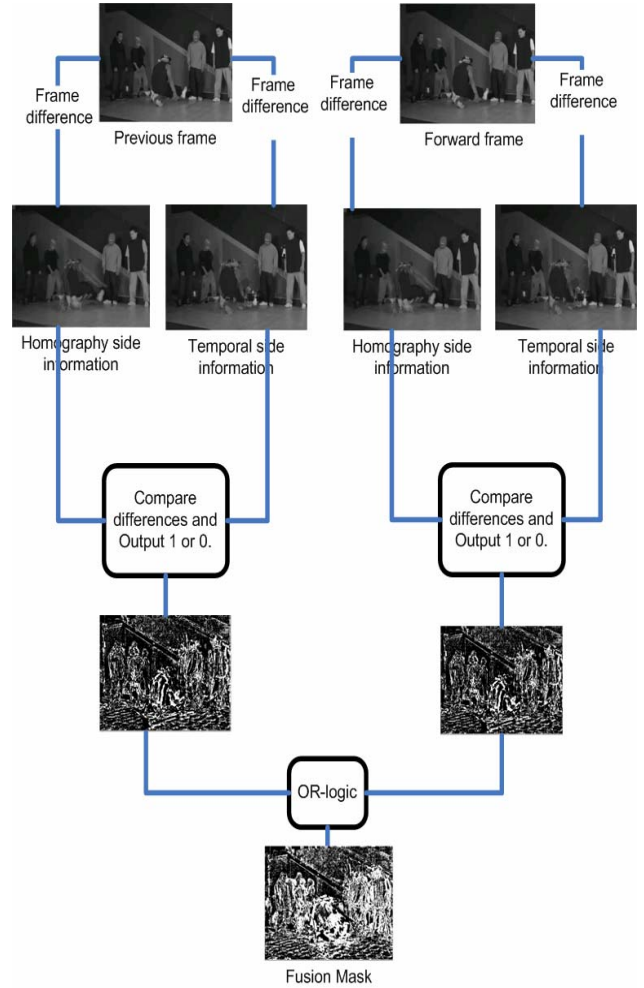 Frame
difference
Frame
difference
Frame
difference
Frame
difference
Previous frame
Forward frame
Homography side
information
Temporal side
information
Homography side
information
Temporal side
information
Compare
differences and
Output 1 or 0.
Compare
differences and
Output 1 or 0.
OR-logic
Fusion Mask